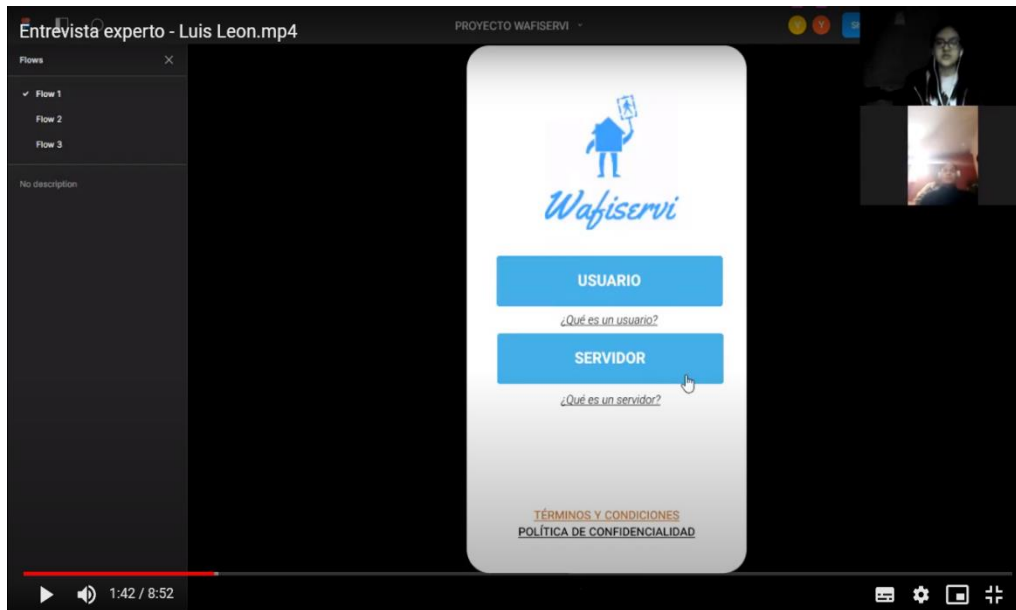 Entrevista experto - Luis Leon.mp4
PROYECTO WAFISERVI
Y
Y
Flows
Flow 1
Flow 2
Flow 3
No description
Wafiservi
USUARIO
¿Qué es un usuario?
SERVIDOR
¿Qué es un servidor?
TÉRMINOS Y CONDICIONES
POLÍTICA DE CONFIDENCIALIDAD
1:42 / 8:52